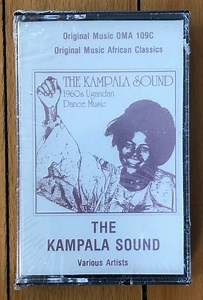 Original Music OMA 109C
Original Music African Classics
THE KAMPALA SOUND
1960s Ugandan
Dance Music
THE
KAMPALA SOUND
Various Artists